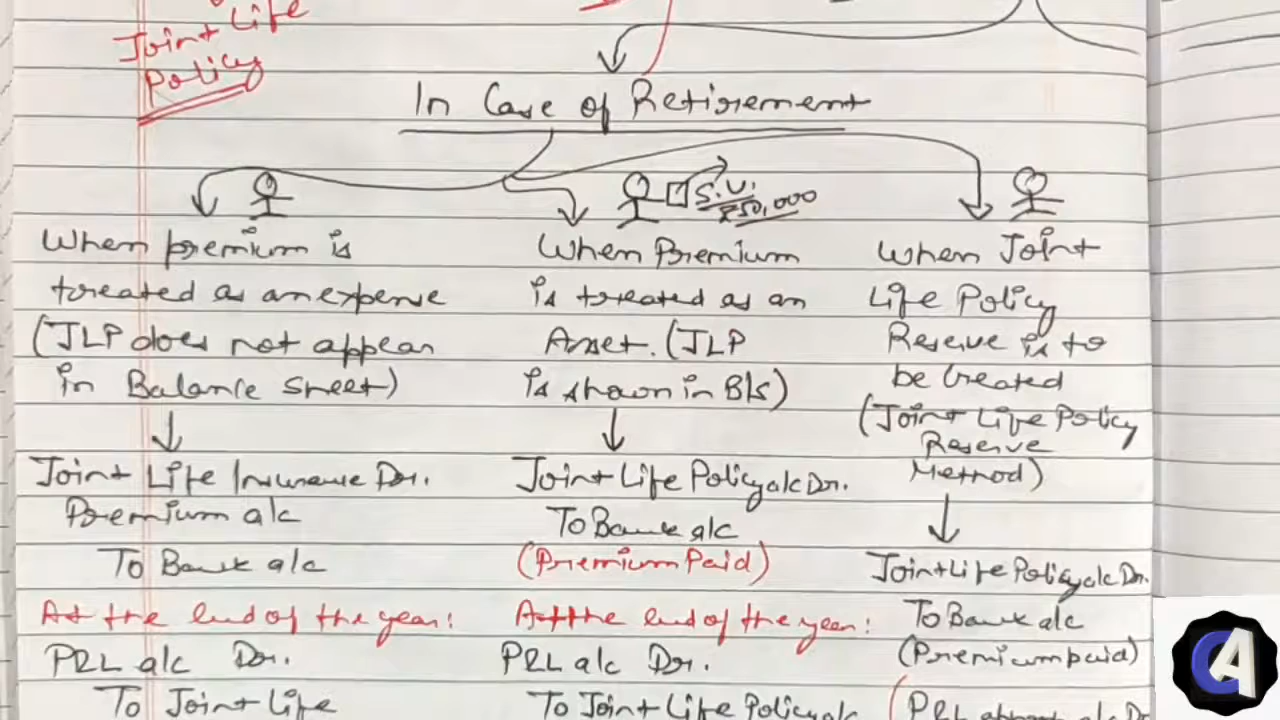 Joint Life
Policy
In Case of Retirement
S.V.
₹50,000
When premium is
treated as an expense
(JLP does not appear
in Balance Sheet)
Joint Life Insurance Dr.
Premium a/c
To Bank a/c
At the end of the year:
P&L a/c Dr.
To Joint Life
When Premium
is treated as an
Asset. (JLP
is shown in B/s)
Joint Life Policy a/c Dr.
To Bank a/c
(Premium Paid)
At the end of the year:
P&L a/c Dr.
To Joint Life Policy a/c
When Joint
Life Policy
Reserve is to
be Created
(Joint Life Policy
Reserve
Method)
Joint Life Policy a/c Dr.
To Bank a/c
(Premium paid)
CA